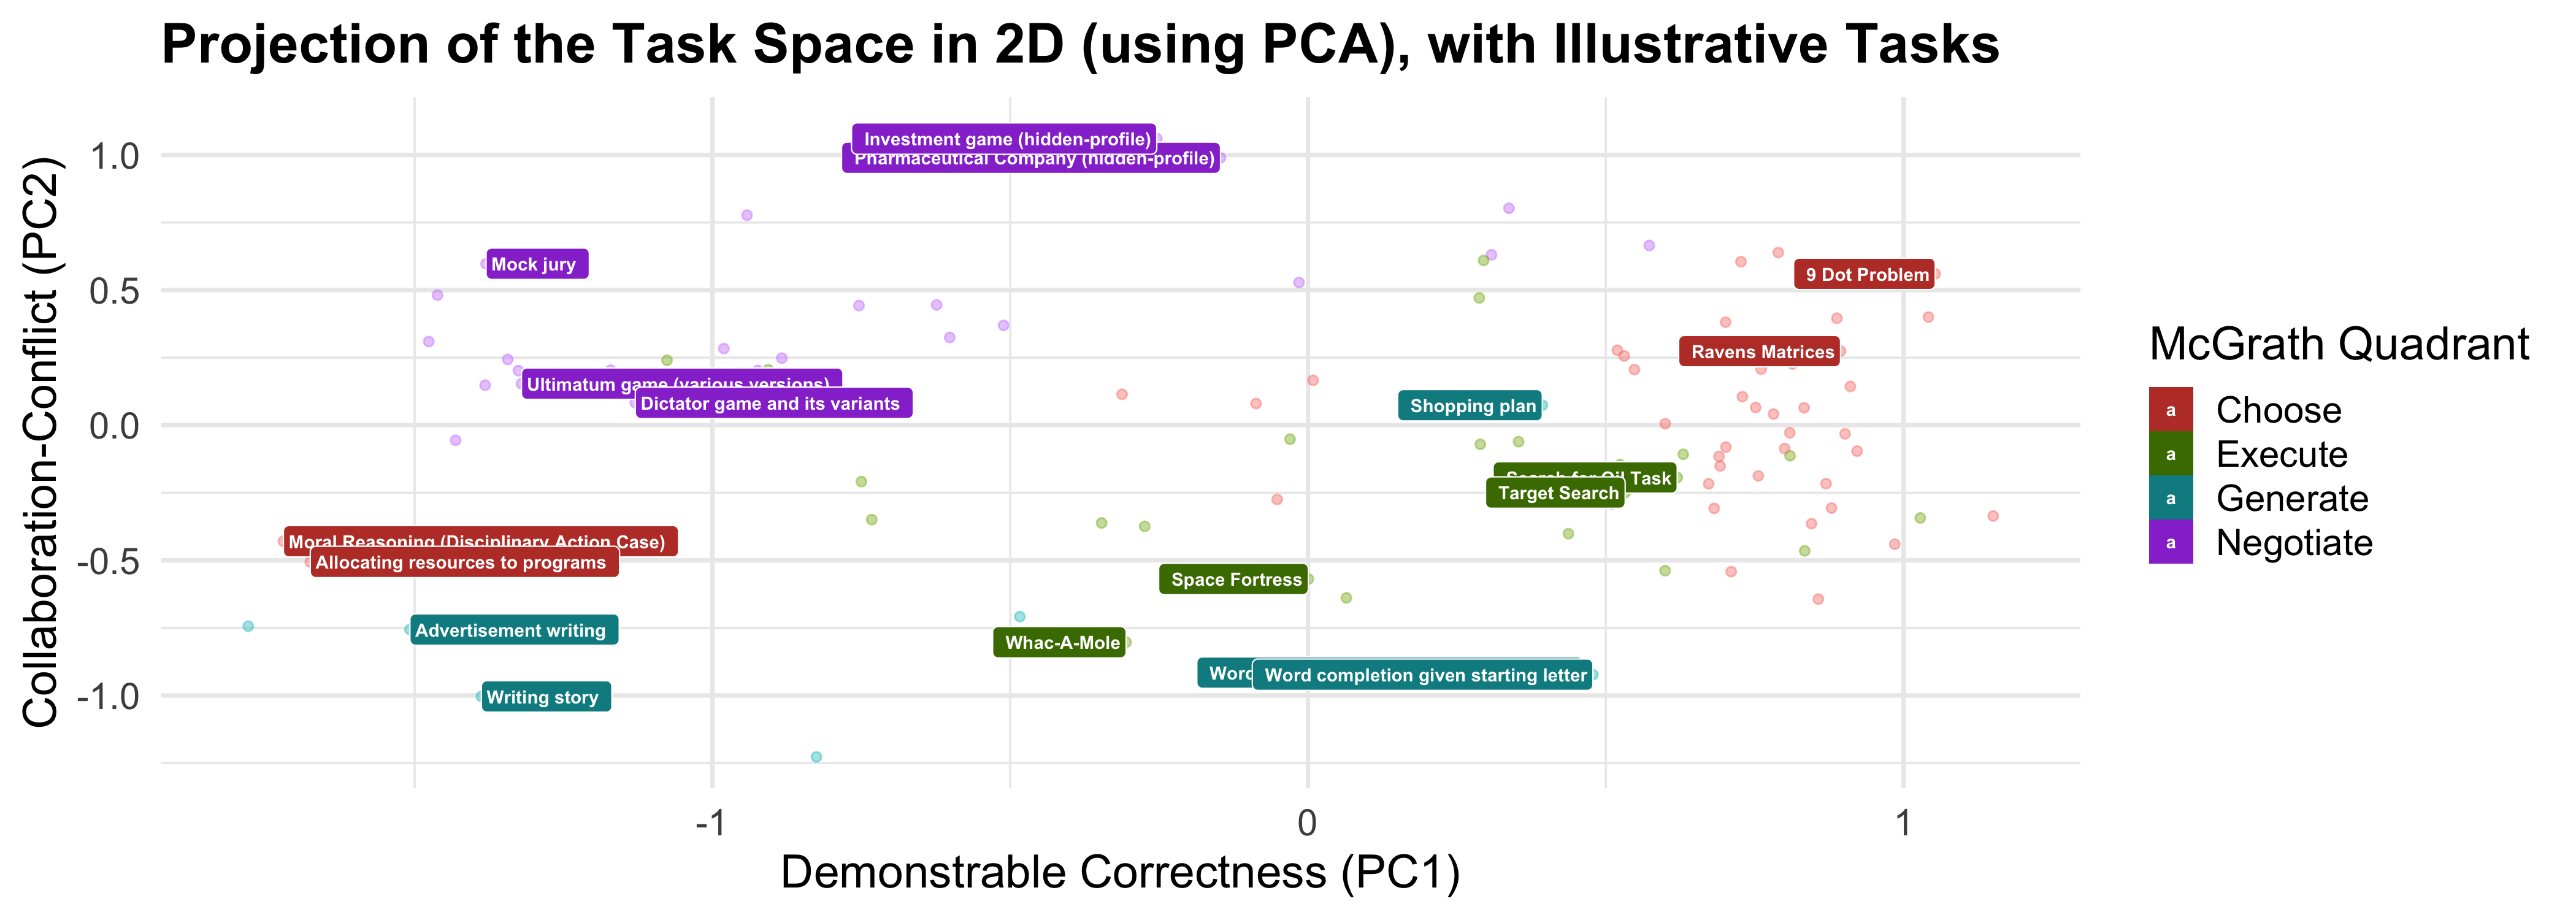 Projection of the Task Space in 2D (using PCA), with Illustrative Tasks
Collaboration-Conflict (PC2)
1.0
0.5
0.0
-0.5
-1.0
Investment game (hidden-profile)
Pharmaceutical Company (hidden-profile)
Mock jury
9 Dot Problem
Ravens Matrices
Ultimatum game (various versions)
Dictator game and its variants
Shopping plan
Search for Oil Task
Target Search
Moral Reasoning (Disciplinary Action Case)
Allocating resources to programs
Space Fortress
Advertisement writing
Whac-A-Mole
Word
Word completion given starting letter
Writing story
-1
0
1
Demonstrable Correctness (PC1)
McGrath Quadrant
a Choose
a Execute
a Generate
a Negotiate